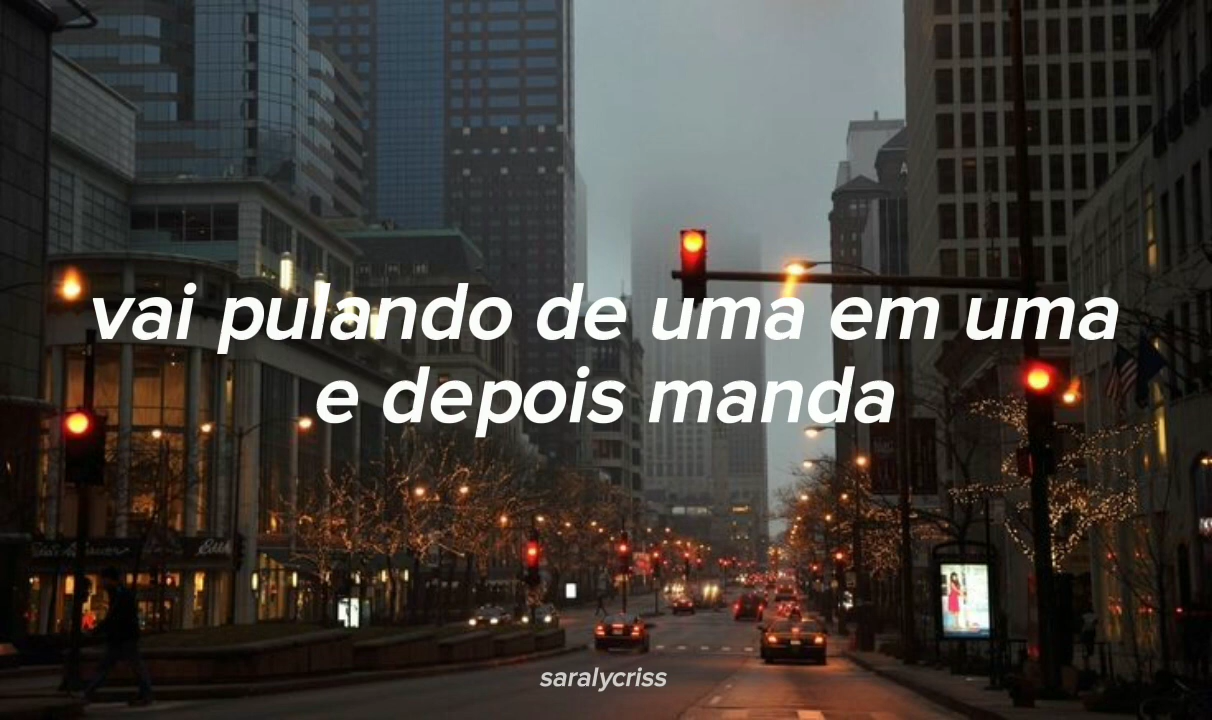 vai pulando de uma em uma
e depois manda
saralycriss